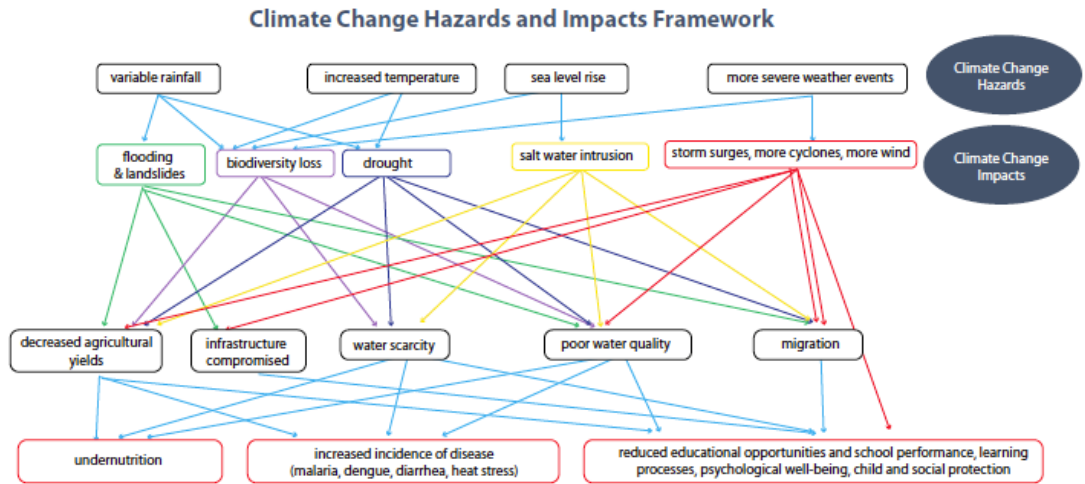 Climate Change Hazards and Impacts Framework
variable rainfall
increased temperature
sea level rise
more severe weather events
Climate Change
Hazards
flooding
& landslides
biodiversity loss
drought
salt water intrusion
storm surges, more cyclones, more wind
Climate Change
Impacts
decreased agricultural
yields
infrastructure
compromised
water scarcity
poor water quality
migration
undernutrition
increased incidence of disease
(malaria, dengue, diarrhea, heat stress)
reduced educational opportunities and school performance, learning
processes, psychological well-being, child and social protection